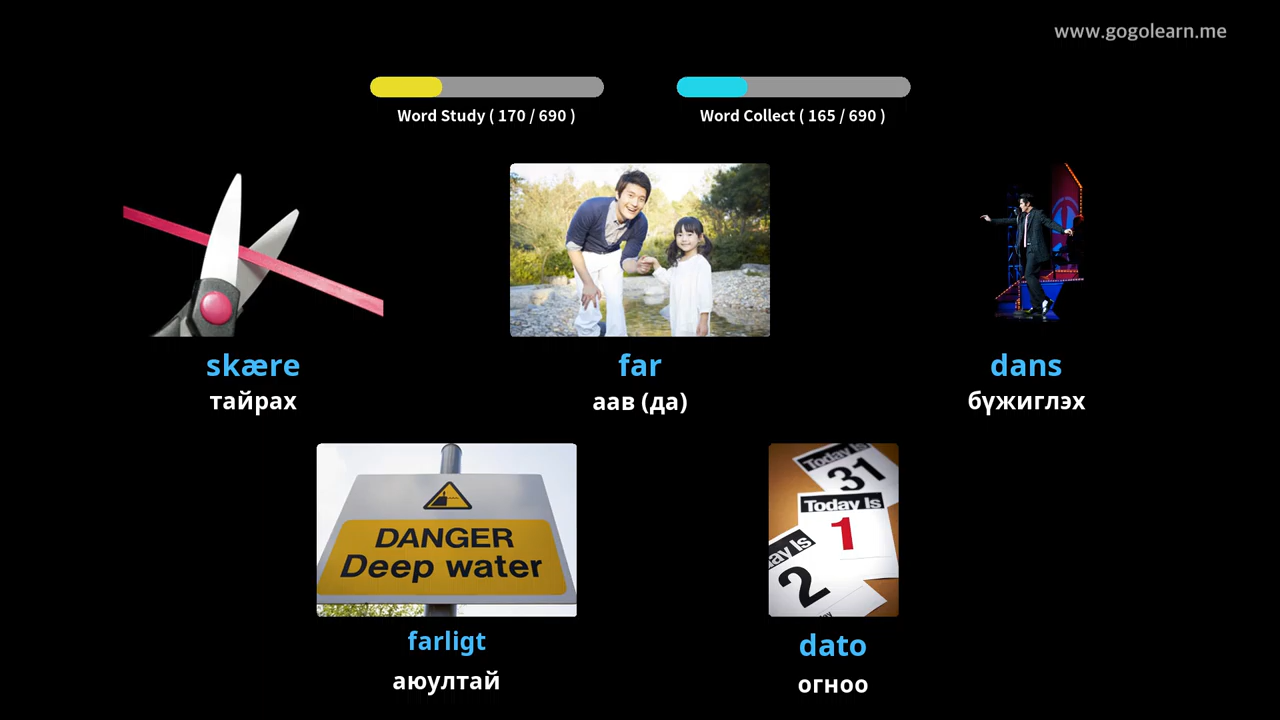 www.gogolearn.me
Word Study ( 170 / 690 )
Word Collect ( 165 / 690 )
skære
тайрах
far
аав (да)
dans
бүжиглэх
DANGER
Deep water
farligt
аюултай
Today Is
31
Today Is
1
ay Is
2
dato
огноо